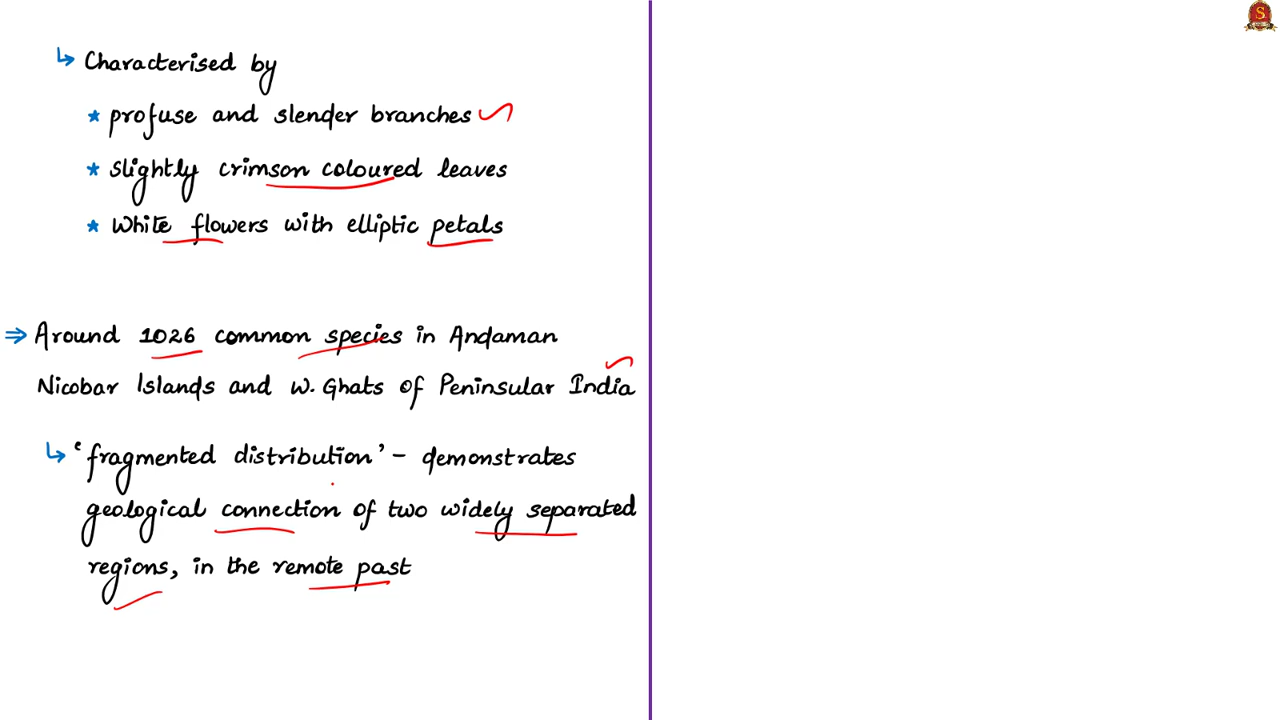 ↳ Characterised by
* profuse and slender branches
* slightly crimson coloured leaves
* White flowers with elliptic petals
⇒ Around 1026 common species in Andaman
Nicobar Islands and W. Ghats of Peninsular India
↳ 'fragmented distribution' - demonstrates
geological connection of two widely separated
regions, in the remote past